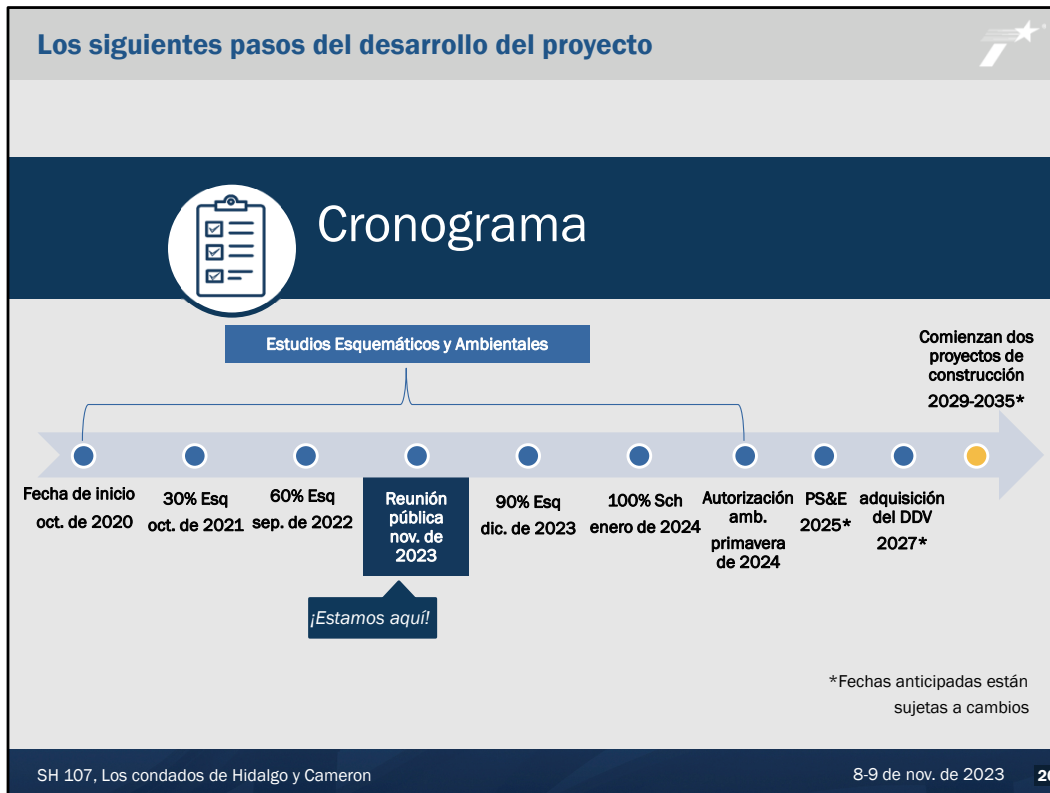 Los siguientes pasos del desarrollo del proyecto
Cronograma
Estudios Esquemáticos y Ambientales
Comienzan dos
proyectos de
construcción
2029-2035*
Fecha de inicio
oct. de 2020
30% Esq
oct. de 2021
60% Esq
sep. de 2022
Reunión
pública
nov. de
2023
¡Estamos aquí!
90% Esq
dic. de 2023
100% Sch
enero de 2024
Autorización
amb.
primavera
de 2024
PS&E
2025*
adquisición
del DDV
2027*
*Fechas anticipadas están
sujetas a cambios
SH 107, Los condados de Hidalgo y Cameron
8-9 de nov. de 2023